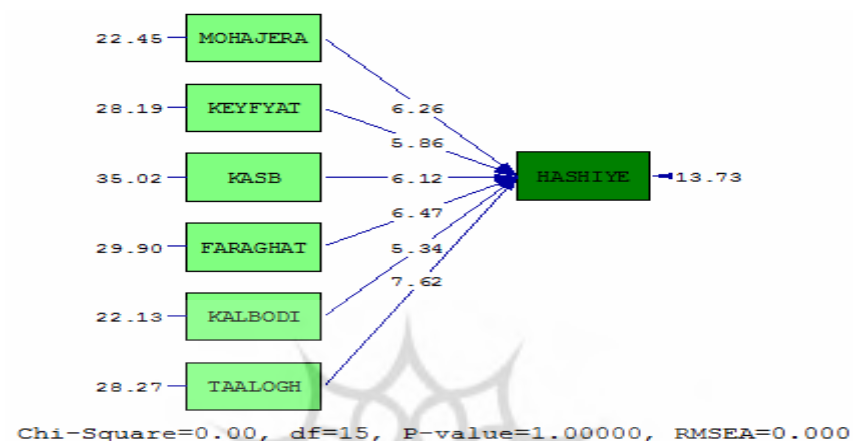 22.45 MOHAJERA
6.26
28.19 KEYFYAT
5.86
35.02 KASB 6.12 HASHIYE 13.73
6.47
29.90 FARAGHAT
5.34
7.62
22.13 KALBODI
28.27 TAALOGH
Chi-Square=0.00, df=15, P-value=1.00000, RMSEA=0.000